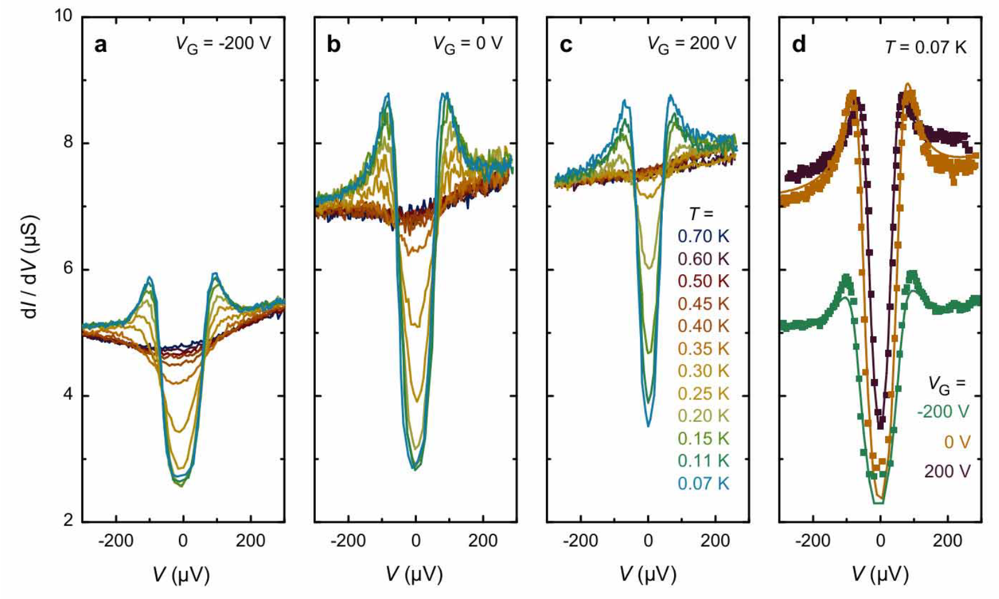 a
V_G = -200 V
b
V_G = 0 V
c
V_G = 200 V
d
T = 0.07 K
10
8
6
4
2
dI / dV (µS)
T =
0.70 K
0.60 K
0.50 K
0.45 K
0.40 K
0.35 K
0.30 K
0.25 K
0.20 K
0.15 K
0.11 K
0.07 K
V_G =
-200 V
0 V
200 V
-200 0 200
-200 0 200
-200 0 200
-200 0 200
V (µV)
V (µV)
V (µV)
V (µV)